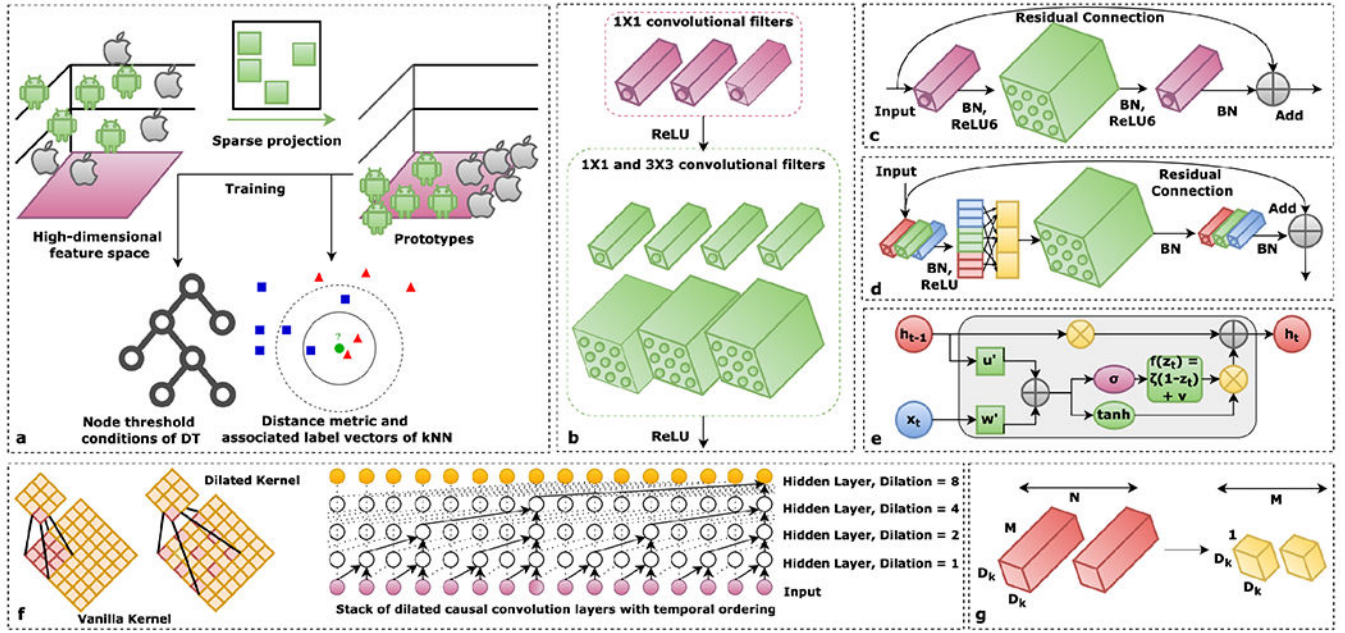 Sparse projection
Training
High-dimensional
feature space
Prototypes
?
Node threshold
conditions of DT
Distance metric and
associated label vectors of kNN
a
1X1 convolutional filters
ReLU
1X1 and 3X3 convolutional filters
ReLU
b
Residual Connection
Input
BN,
ReLU6
BN,
ReLU6
BN
Add
c
Input
Residual
Connection
Add
BN,
ReLU
BN
BN
d
h_{t-1}
h_t
u'
σ
f(z_t) =
ζ(1-z_t)
+ v
tanh
x_t
w'
e
Dilated Kernel
Vanilla Kernel
f
Hidden Layer, Dilation = 8
Hidden Layer, Dilation = 4
Hidden Layer, Dilation = 2
Hidden Layer, Dilation = 1
Input
Stack of dilated causal convolution layers with temporal ordering
N
M
M
1
D_k
D_k
D_k
D_k
g